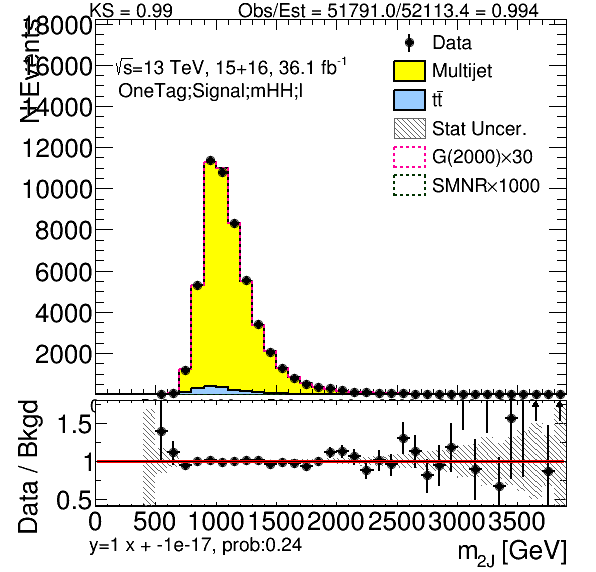 KS = 0.99 Obs/Est = 51791.0/52113.4 = 0.994
N Events
18000
16000
14000
12000
10000
8000
6000
4000
2000
√s=13 TeV, 15+16, 36.1 fb⁻¹
OneTag;Signal;mHH;l
Data
Multijet
tt̄
Stat Uncer.
G(2000)×30
SMNR×1000
Data / Bkgd
1.5
1
0.5
0 500 1000 1500 2000 2500 3000 3500
m2J [GeV]
y=1 x + -1e-17, prob:0.24